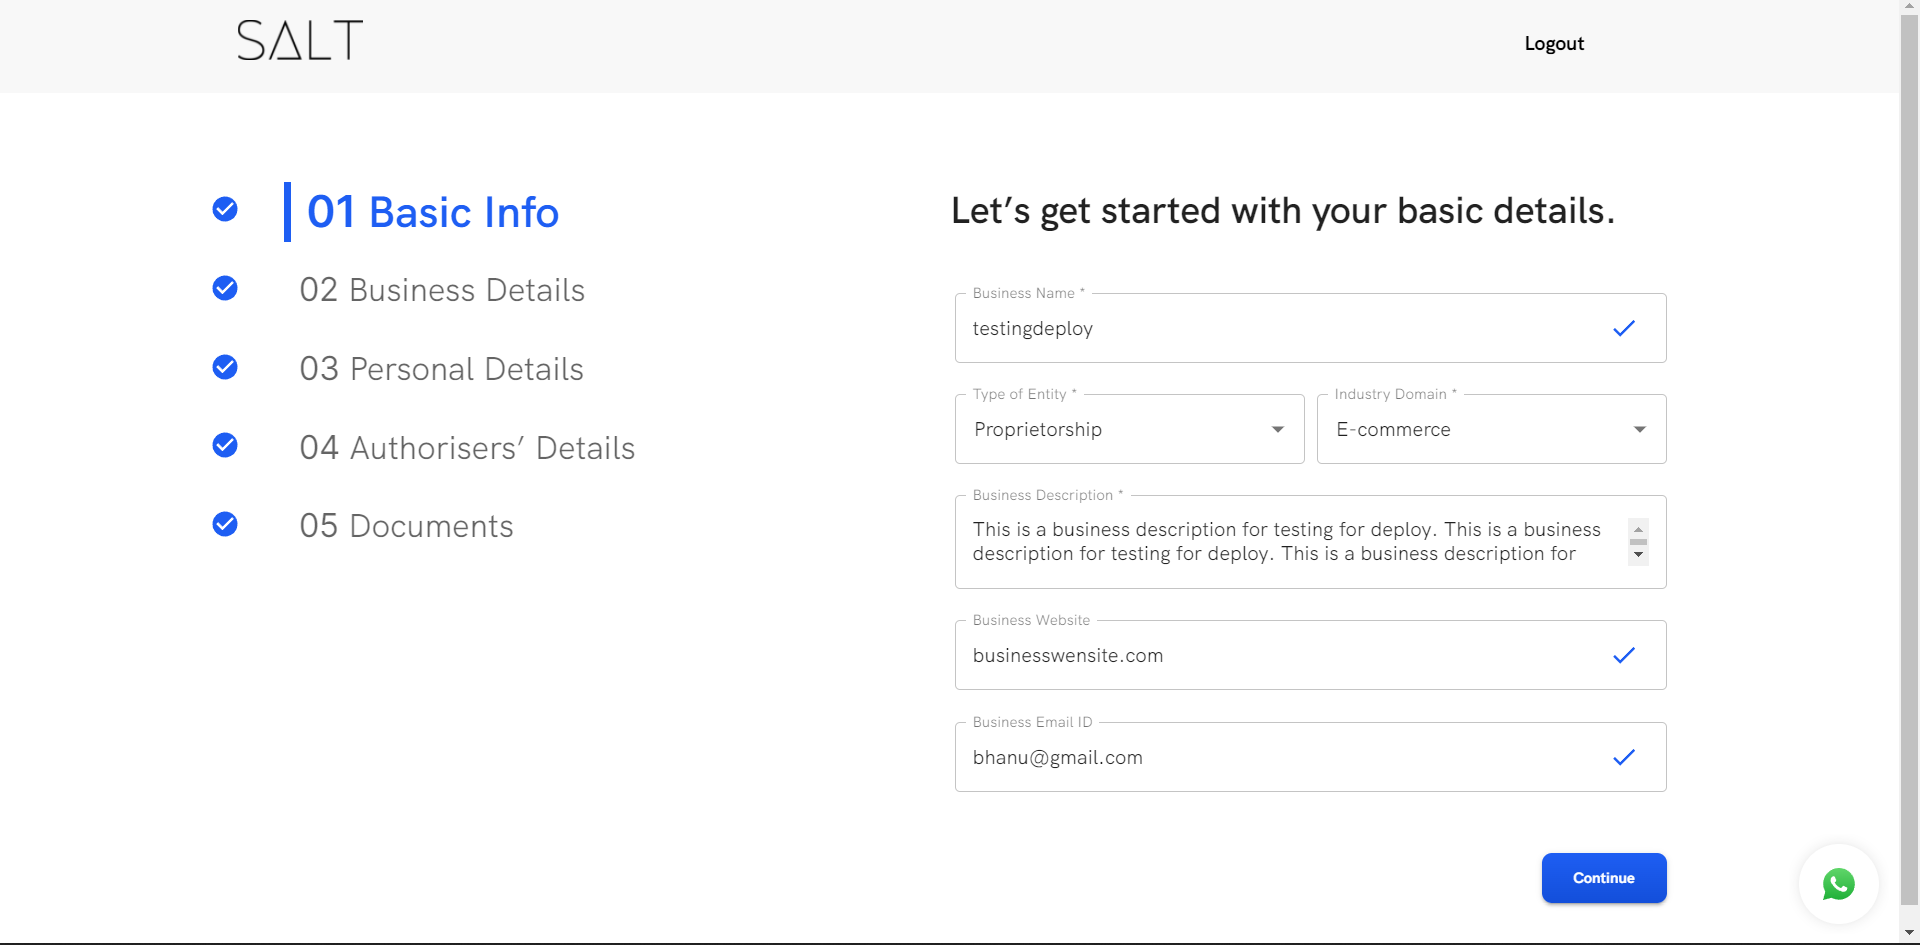 SALT
Logout
01 Basic Info
02 Business Details
03 Personal Details
04 Authorisers’ Details
05 Documents
Let’s get started with your basic details.
Business Name *
testingdeploy
Type of Entity *
Proprietorship
Industry Domain *
E-commerce
Business Description *
This is a business description for testing for deploy. This is a business
description for testing for deploy. This is a business description for
Business Website
businesswensite.com
Business Email ID
bhanu@gmail.com
Continue